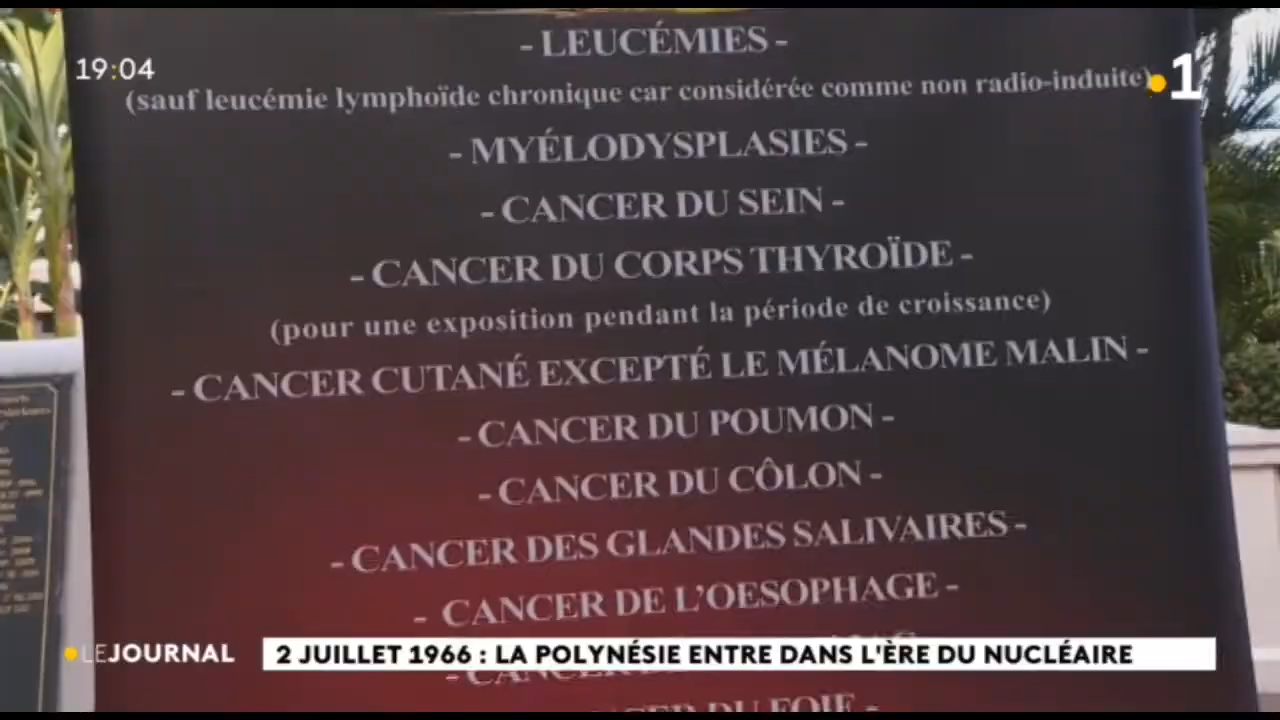 - LEUCÉMIES -
19:04
(sauf leucémie lymphoïde chronique car considérée comme non radio-induite)
1
- MYÉLODYSPLASIES -
- CANCER DU SEIN -
- CANCER DU CORPS THYROÏDE -
(pour une exposition pendant la période de croissance)
- CANCER CUTANÉ EXCEPTÉ LE MÉLANOME MALIN -
- CANCER DU POUMON -
- CANCER DU CÔLON -
- CANCER DES GLANDES SALIVAIRES -
- CANCER DE L'OESOPHAGE -
LEJOURNAL
2 JUILLET 1966 : LA POLYNÉSIE ENTRE DANS L'ÈRE DU NUCLÉAIRE
- CANCER
DU FOIE -